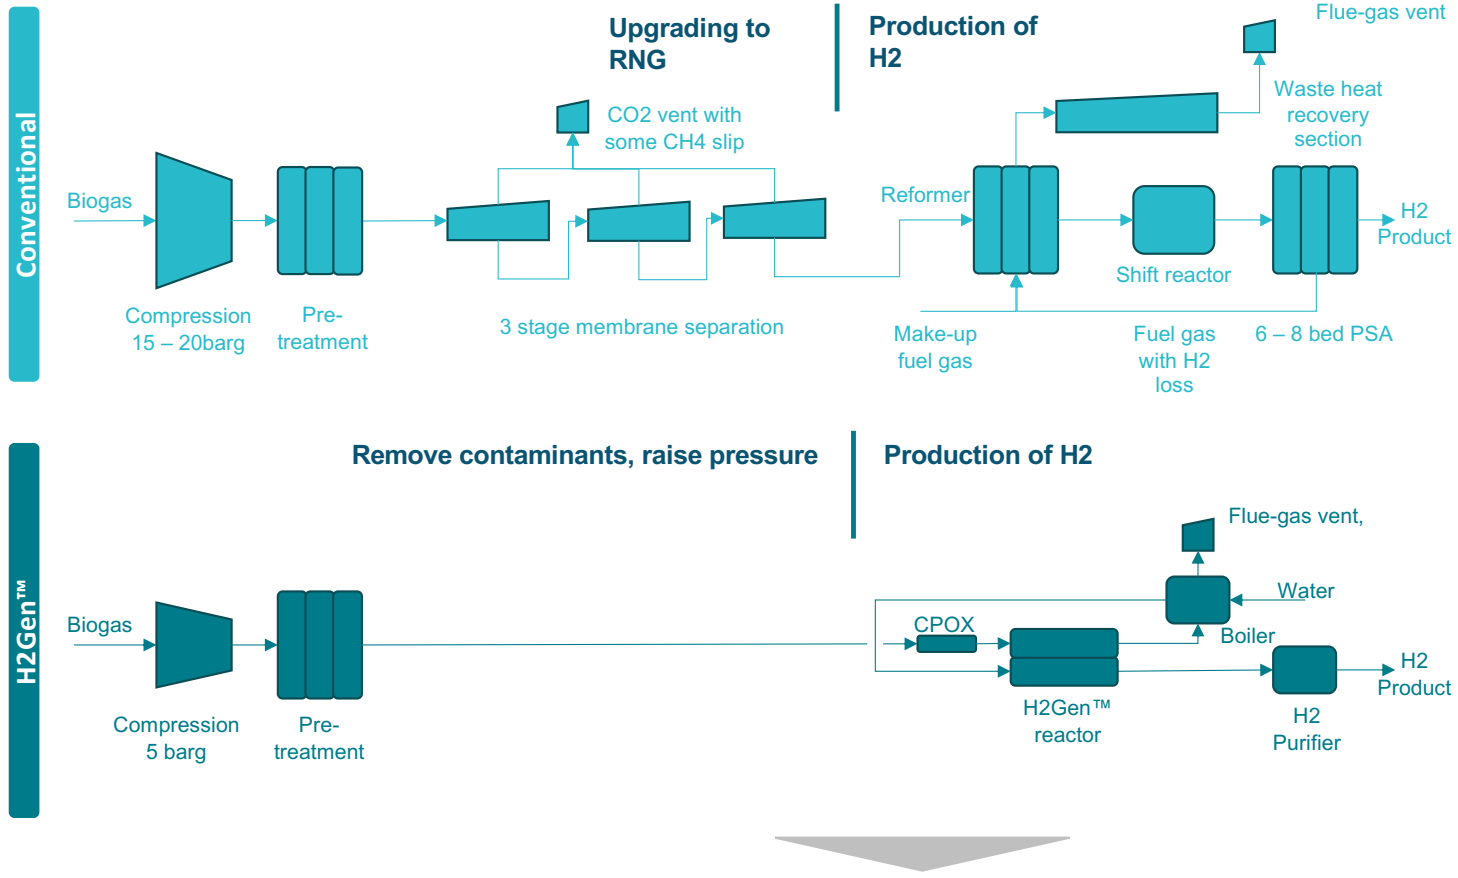 Conventional
Upgrading to
RNG
Production of
H2
Flue-gas vent
CO2 vent with
some CH4 slip
Waste heat
recovery
section
Biogas
Reformer
H2
Product
Shift reactor
Compression
15 – 20barg
Pre-
treatment
3 stage membrane separation
Make-up
fuel gas
Fuel gas
with H2
loss
6 – 8 bed PSA
H2Gen™
Remove contaminants, raise pressure
Production of H2
Flue-gas vent,
Water
Biogas
CPOX
Boiler
H2
Product
H2Gen™
reactor
H2
Purifier
Compression
5 barg
Pre-
treatment